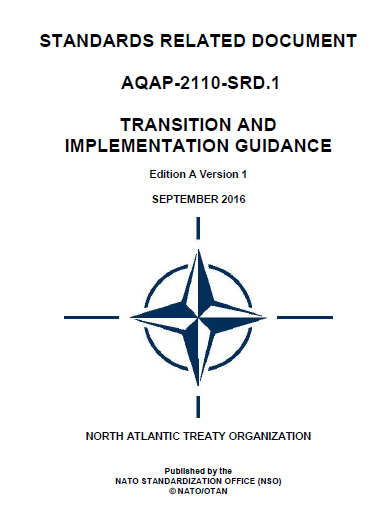 STANDARDS RELATED DOCUMENT
AQAP-2110-SRD.1
TRANSITION AND
IMPLEMENTATION GUIDANCE
Edition A Version 1
SEPTEMBER 2016
NORTH ATLANTIC TREATY ORGANIZATION
Published by the
NATO STANDARDIZATION OFFICE (NSO)
© NATO/OTAN